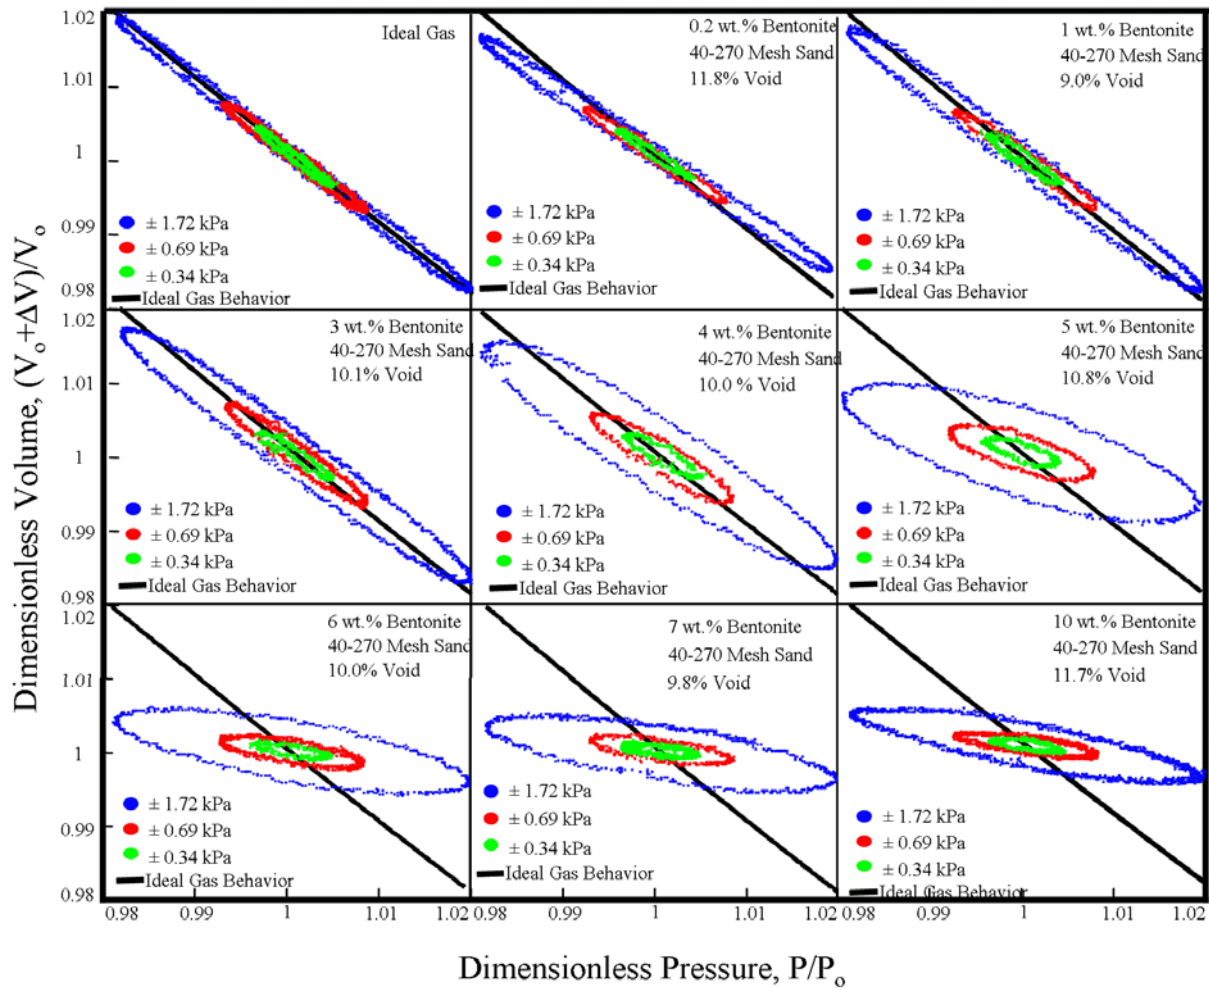 Dimensionless Volume, (Vₒ+ΔV)/Vₒ
1.02
1.01
1
0.99
0.98
Ideal Gas
± 1.72 kPa
± 0.69 kPa
± 0.34 kPa
Ideal Gas Behavior
0.2 wt.% Bentonite
40-270 Mesh Sand
11.8% Void
± 1.72 kPa
± 0.69 kPa
± 0.34 kPa
Ideal Gas Behavior
1 wt.% Bentonite
40-270 Mesh Sand
9.0% Void
± 1.72 kPa
± 0.69 kPa
± 0.34 kPa
Ideal Gas Behavior
1.02
1.01
1
0.99
0.98
3 wt.% Bentonite
40-270 Mesh Sand
10.1% Void
± 1.72 kPa
± 0.69 kPa
± 0.34 kPa
Ideal Gas Behavior
4 wt.% Bentonite
40-270 Mesh Sand
10.0 % Void
± 1.72 kPa
± 0.69 kPa
± 0.34 kPa
Ideal Gas Behavior
5 wt.% Bentonite
40-270 Mesh Sand
10.8% Void
± 1.72 kPa
± 0.69 kPa
± 0.34 kPa
Ideal Gas Behavior
1.02
1.01
1
0.99
0.98
6 wt.% Bentonite
40-270 Mesh Sand
10.0% Void
± 1.72 kPa
± 0.69 kPa
± 0.34 kPa
Ideal Gas Behavior
7 wt.% Bentonite
40-270 Mesh Sand
9.8% Void
± 1.72 kPa
± 0.69 kPa
± 0.34 kPa
Ideal Gas Behavior
10 wt.% Bentonite
40-270 Mesh Sand
11.7% Void
± 1.72 kPa
± 0.69 kPa
± 0.34 kPa
Ideal Gas Behavior
0.98 0.99 1 1.01 1.02 0.98 0.99 1 1.01 1.02 0.98 0.99 1 1.01 1.02
Dimensionless Pressure, P/Pₒ